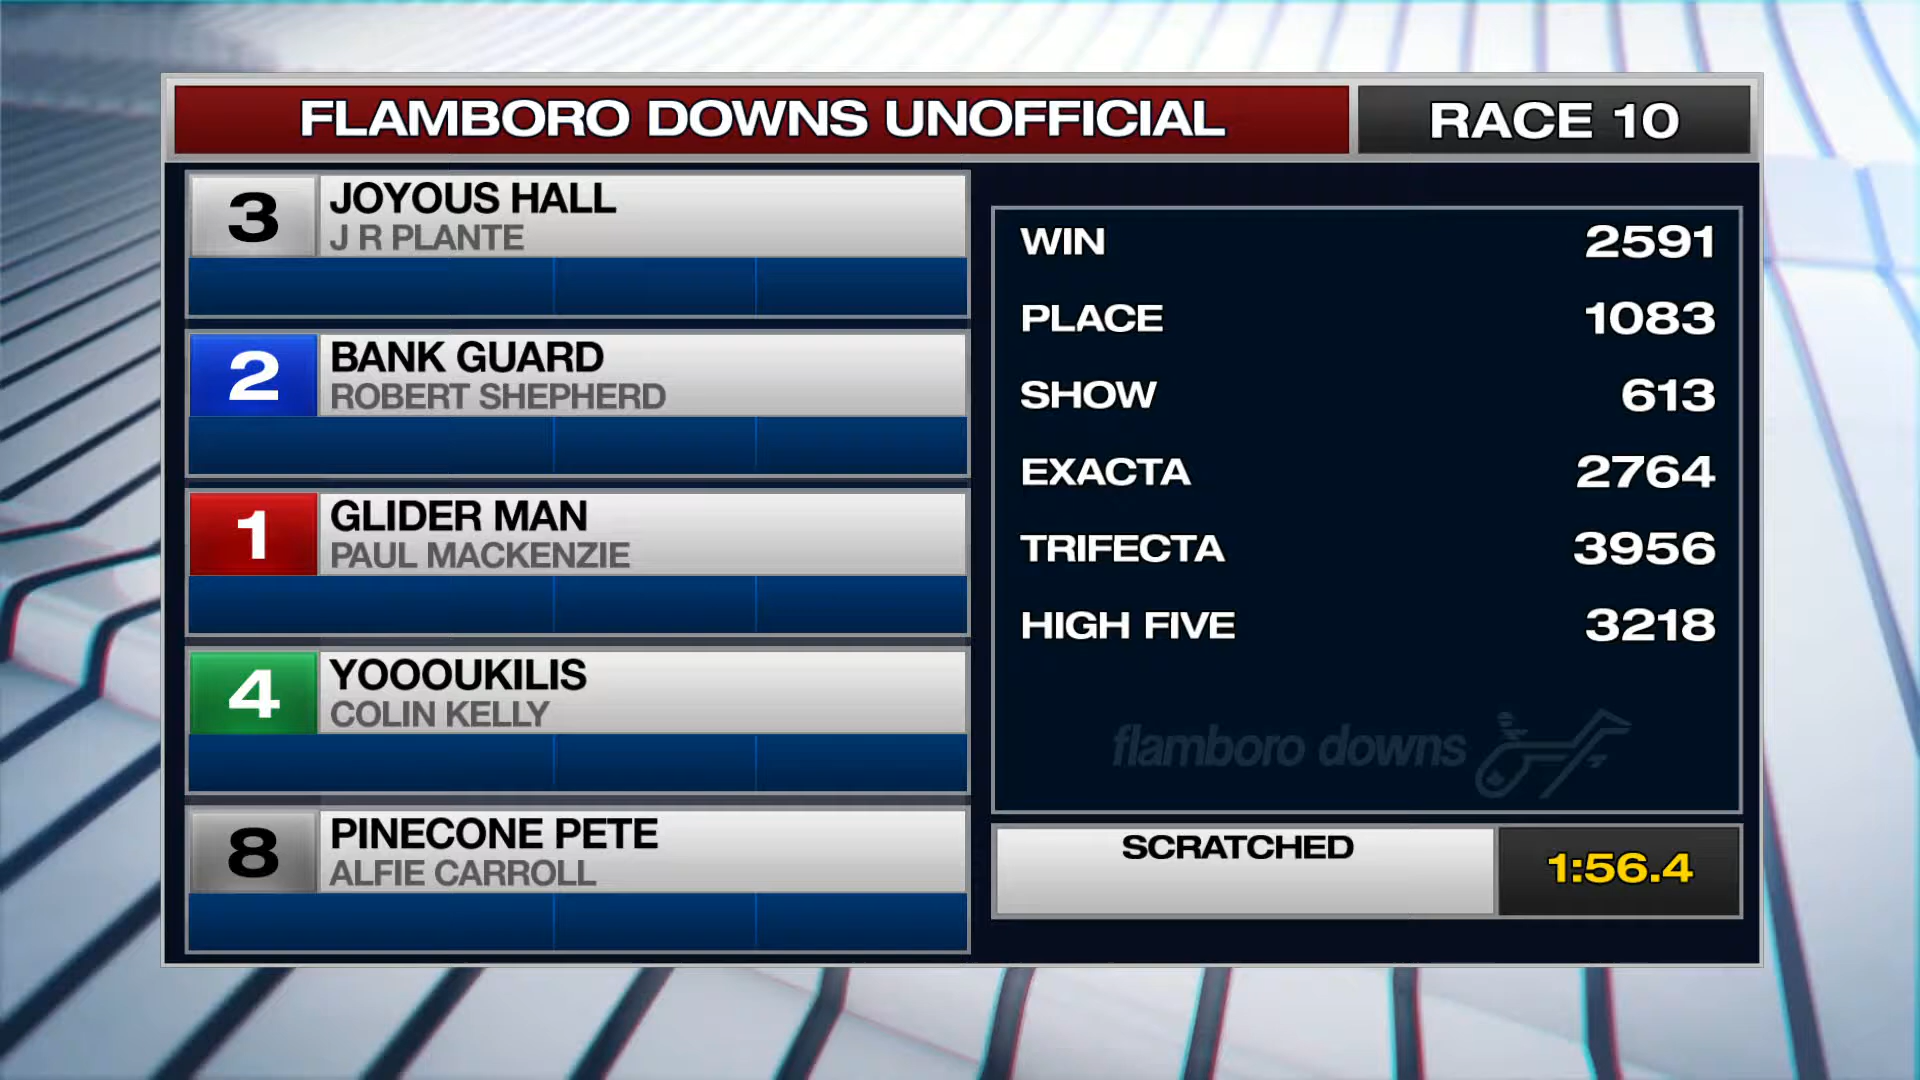 FLAMBORO DOWNS UNOFFICIAL
RACE 10
3
JOYOUS HALL
J R PLANTE
2
BANK GUARD
ROBERT SHEPHERD
1
GLIDER MAN
PAUL MACKENZIE
4
YOOOUKILIS
COLIN KELLY
8
PINECONE PETE
ALFIE CARROLL
WIN 2591
PLACE 1083
SHOW 613
EXACTA 2764
TRIFECTA 3956
HIGH FIVE 3218
flamboro downs
SCRATCHED
1:56.4